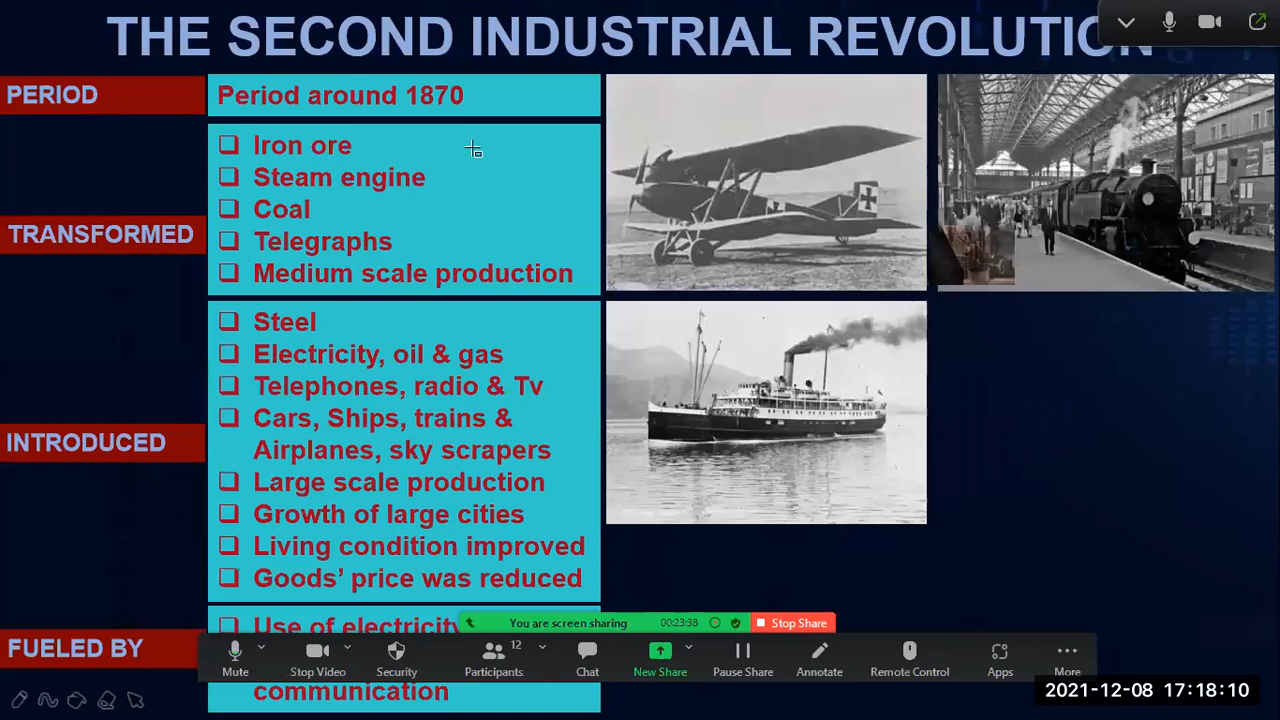 THE SECOND INDUSTRIAL REVOLUTION
PERIOD
Period around 1870
TRANSFORMED
❑ Iron ore
❑ Steam engine
❑ Coal
❑ Telegraphs
❑ Medium scale production
INTRODUCED
❑ Steel
❑ Electricity, oil & gas
❑ Telephones, radio & Tv
❑ Cars, Ships, trains &
Airplanes, sky scrapers
❑ Large scale production
❑ Growth of large cities
❑ Living condition improved
❑ Goods’ price was reduced
FUELED BY
❑ Use of electricity
communication
You are screen sharing
00:23:38
Stop Share
Mute
Stop Video
Security
Participants
12
Chat
New Share
Pause Share
Annotate
Remote Control
Apps
More
2021-12-08 17:18:10